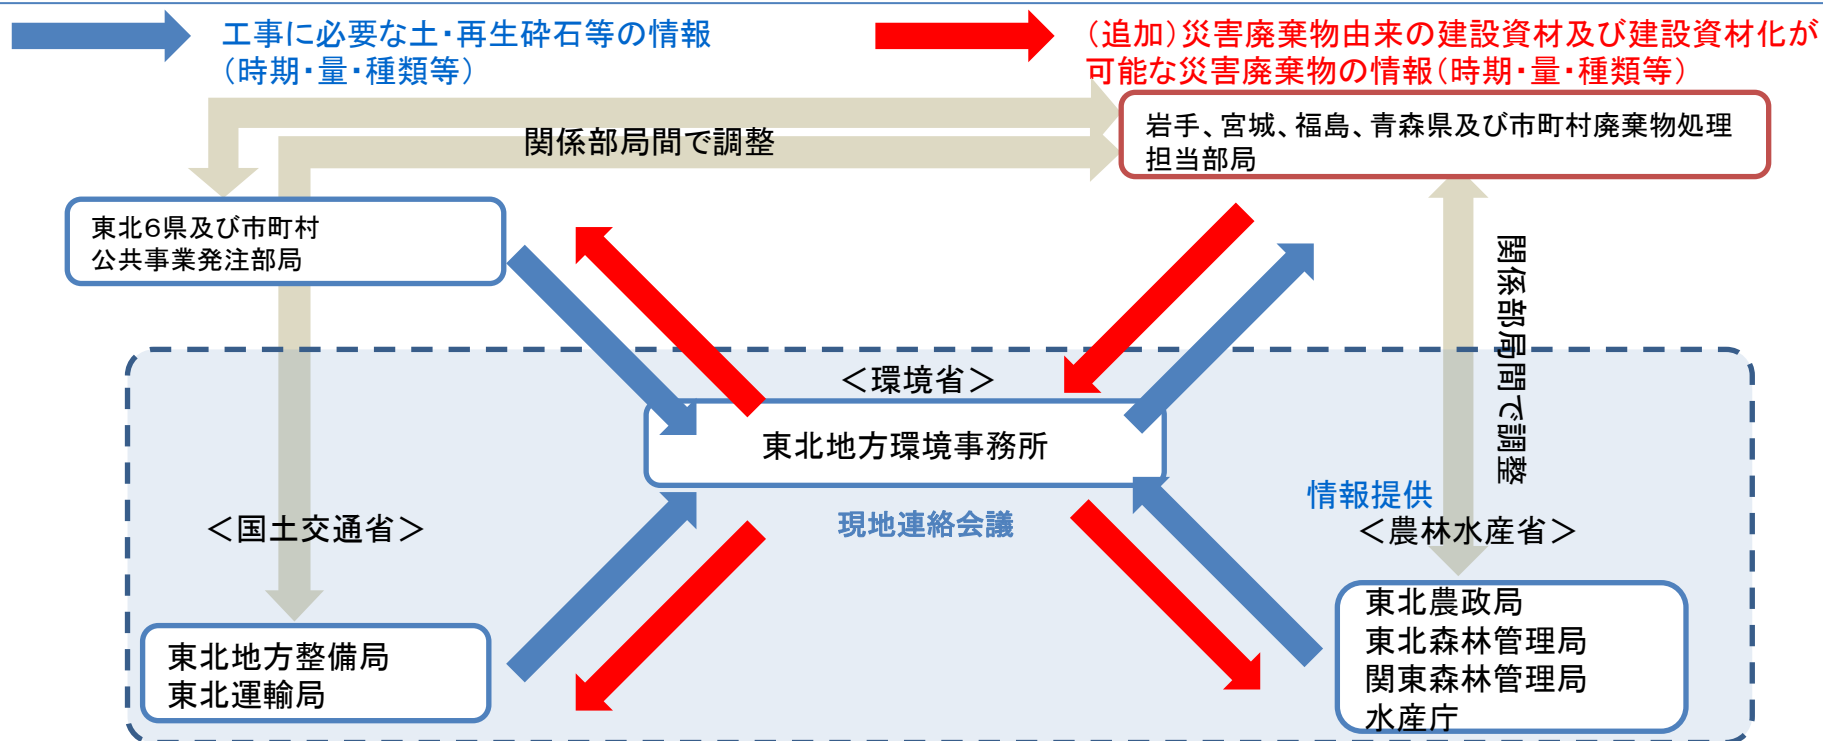 工事に必要な土・再生砕石等の情報
（時期・量・種類等）
（追加）災害廃棄物由来の建設資材及び建設資材化が
可能な災害廃棄物の情報（時期・量・種類等）
関係部局間で調整
岩手、宮城、福島、青森県及び市町村廃棄物処理
担当部局
東北６県及び市町村
公共事業発注部局
関係部局間で調整
＜環境省＞
東北地方環境事務所
現地連絡会議
情報提供
＜国土交通省＞
＜農林水産省＞
東北地方整備局
東北運輸局
東北農政局
東北森林管理局
関東森林管理局
水産庁